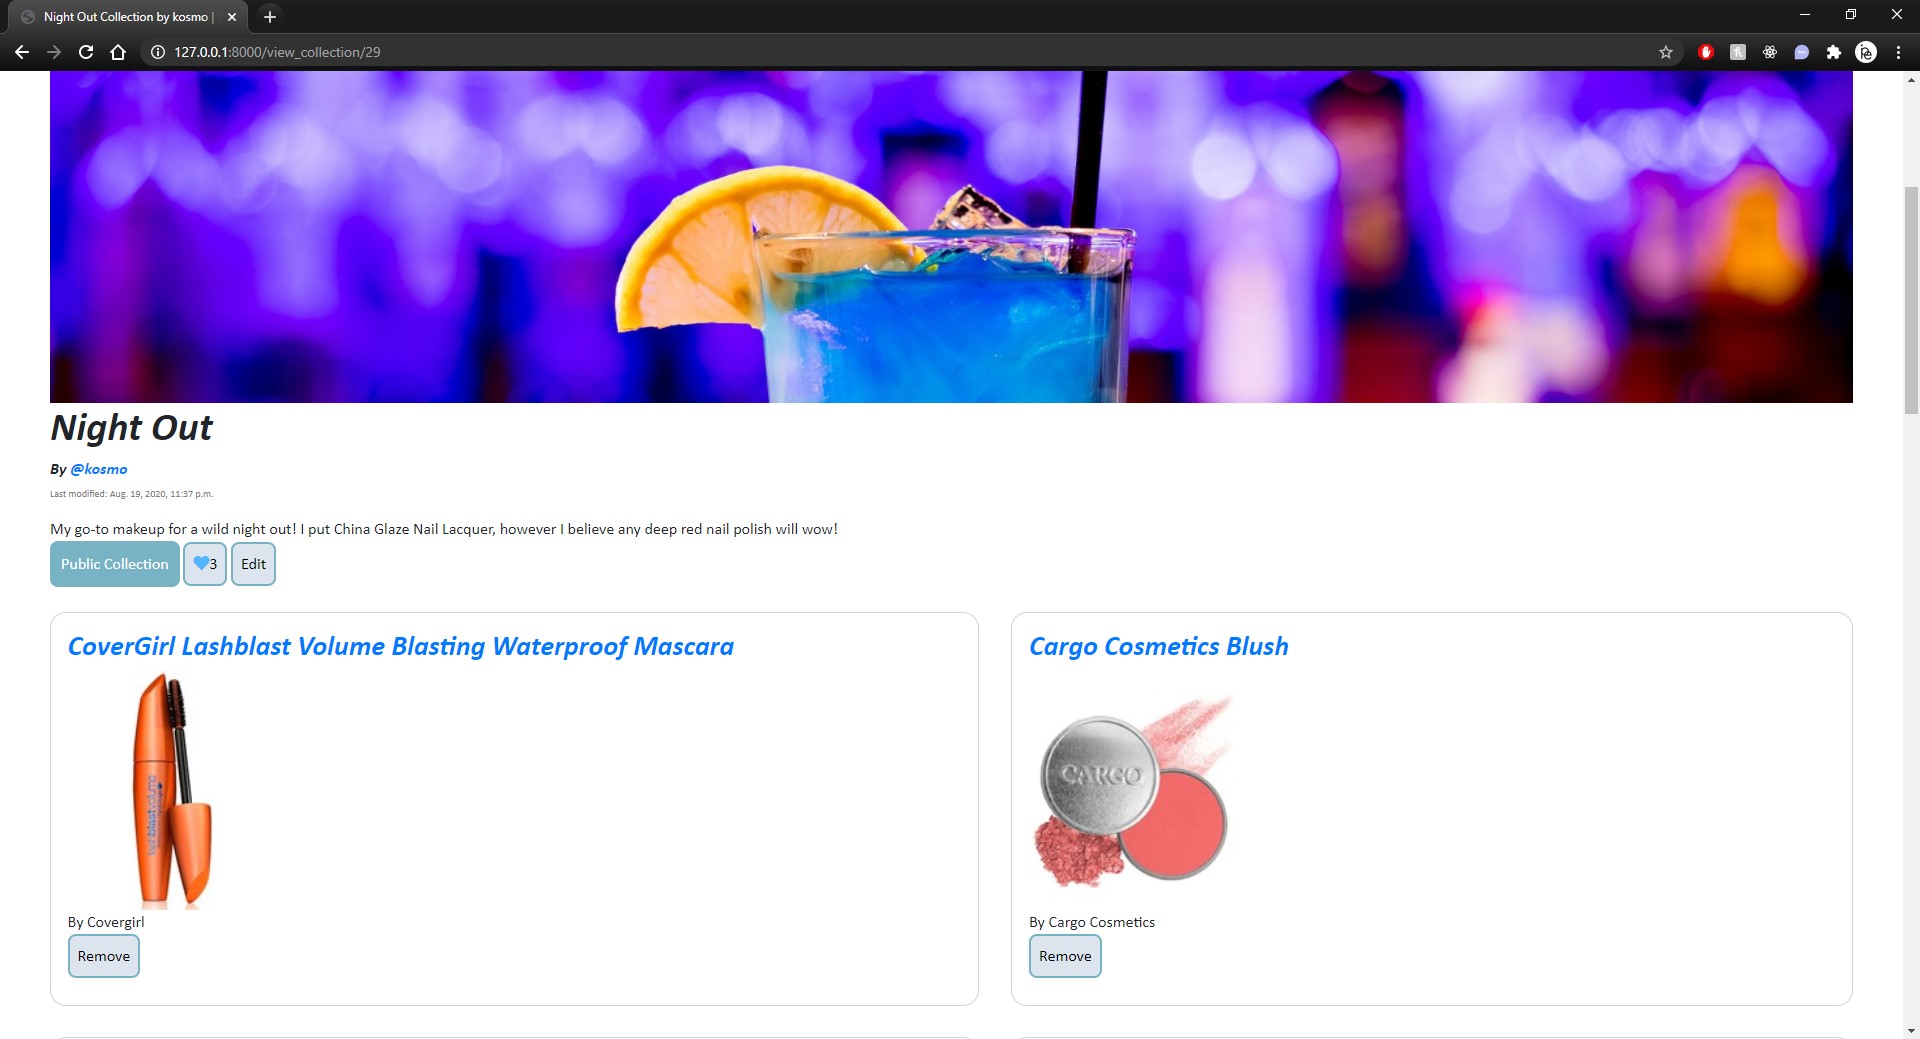 Night Out Collection by kosmo |
127.0.0.1:8000/view_collection/29
Night Out
By @kosmo
Last modified: Aug. 19, 2020, 11:37 p.m.
My go-to makeup for a wild night out! I put China Glaze Nail Lacquer, however I believe any deep red nail polish will wow!
Public Collection
3
Edit
CoverGirl Lashblast Volume Blasting Waterproof Mascara
lashblastvolume
By Covergirl
Remove
Cargo Cosmetics Blush
CARGO
By Cargo Cosmetics
Remove